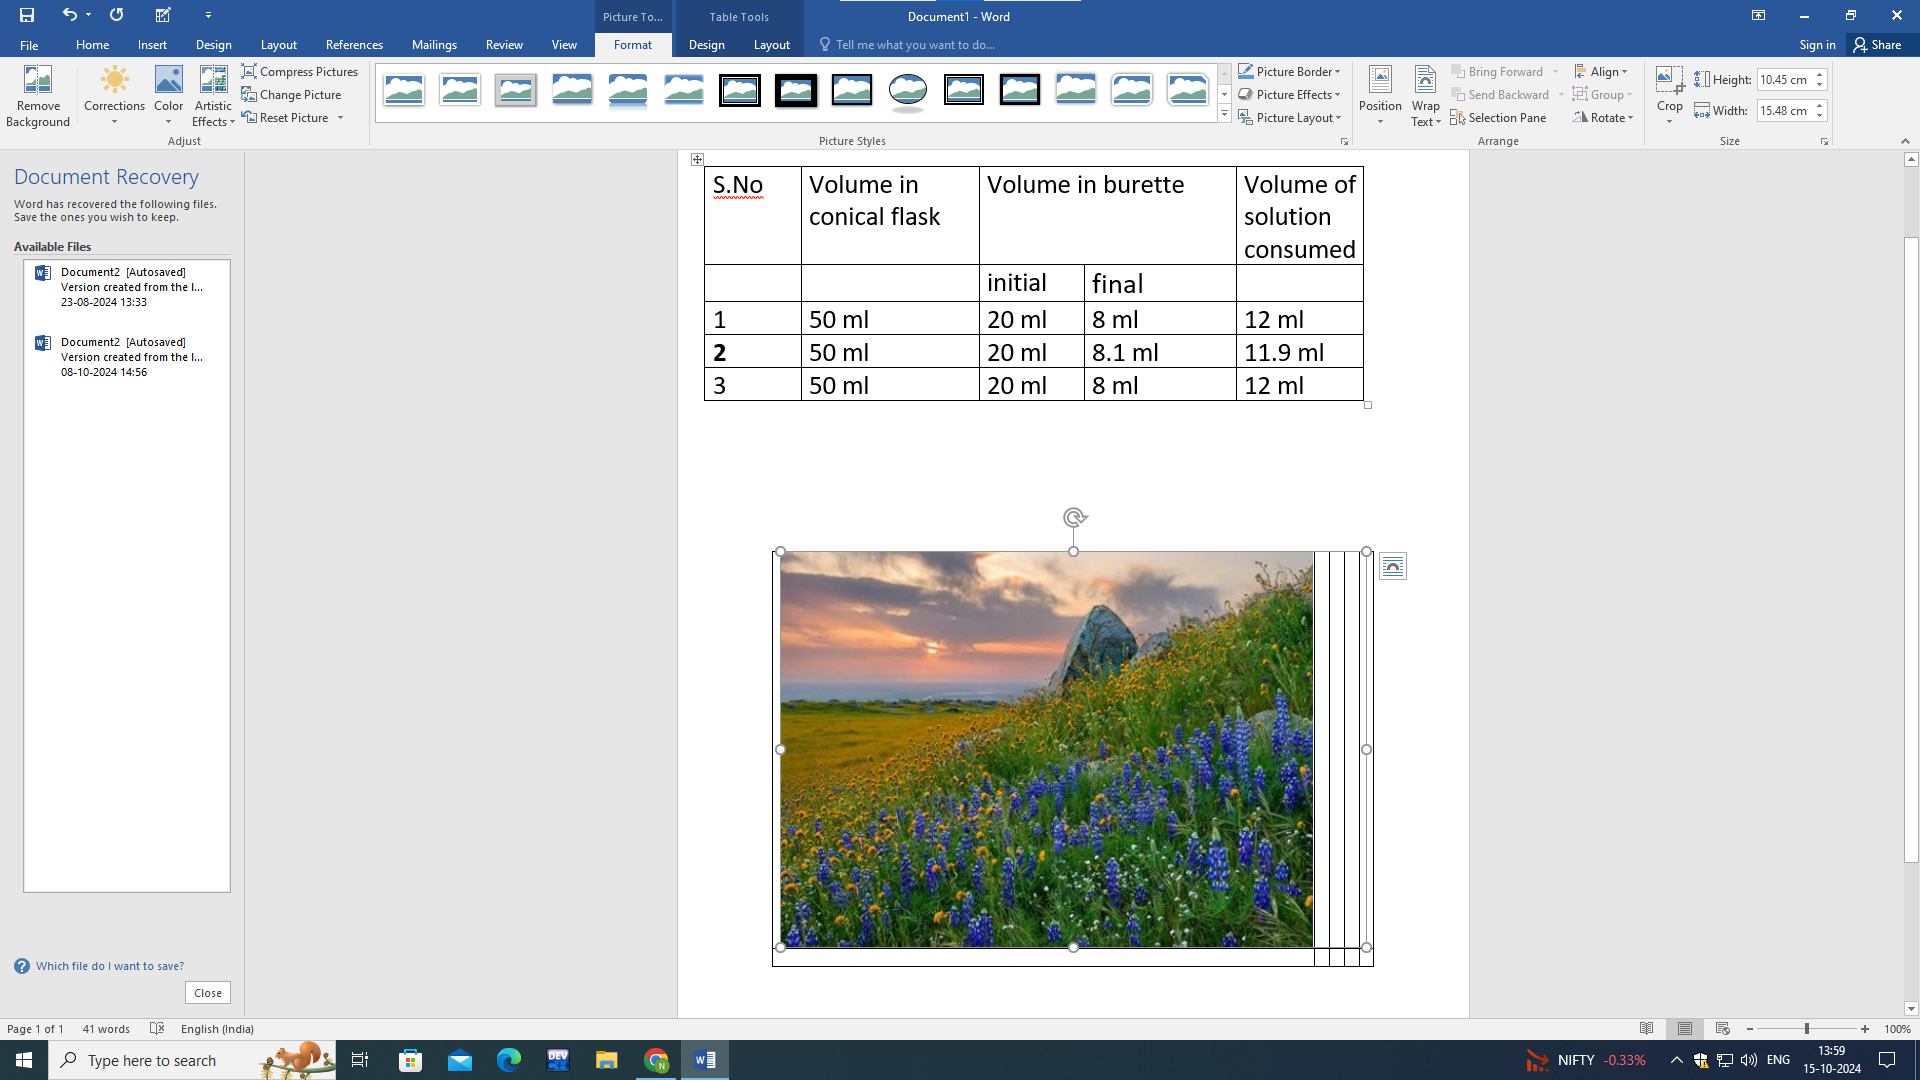 Picture To... Table Tools Document1 - Word
File Home Insert Design Layout References Mailings Review View Format Design Layout Tell me what you want to do... Sign in Share
Remove Background
Corrections
Color
Artistic Effects
Compress Pictures
Change Picture
Reset Picture
Picture Border
Picture Effects
Picture Layout
Position
Wrap Text
Bring Forward
Send Backward
Selection Pane
Align
Group
Rotate
Crop
Height: 10.45 cm
Width: 15.48 cm
Adjust Picture Styles Arrange Size
Document Recovery
Word has recovered the following files.
Save the ones you wish to keep.
Available Files
Document2 [Autosaved]
Version created from the l...
23-08-2024 13:33
Document2 [Autosaved]
Version created from the l...
08-10-2024 14:56
Which file do I want to save?
Close
S.No Volume in conical flask Volume in burette Volume of solution consumed
initial final
1 50 ml 20 ml 8 ml 12 ml
2 50 ml 20 ml 8.1 ml 11.9 ml
3 50 ml 20 ml 8 ml 12 ml
Page 1 of 1 41 words English (India) 100%
Type here to search DEV N NIFTY -0.33% ENG 13:59
15-10-2024